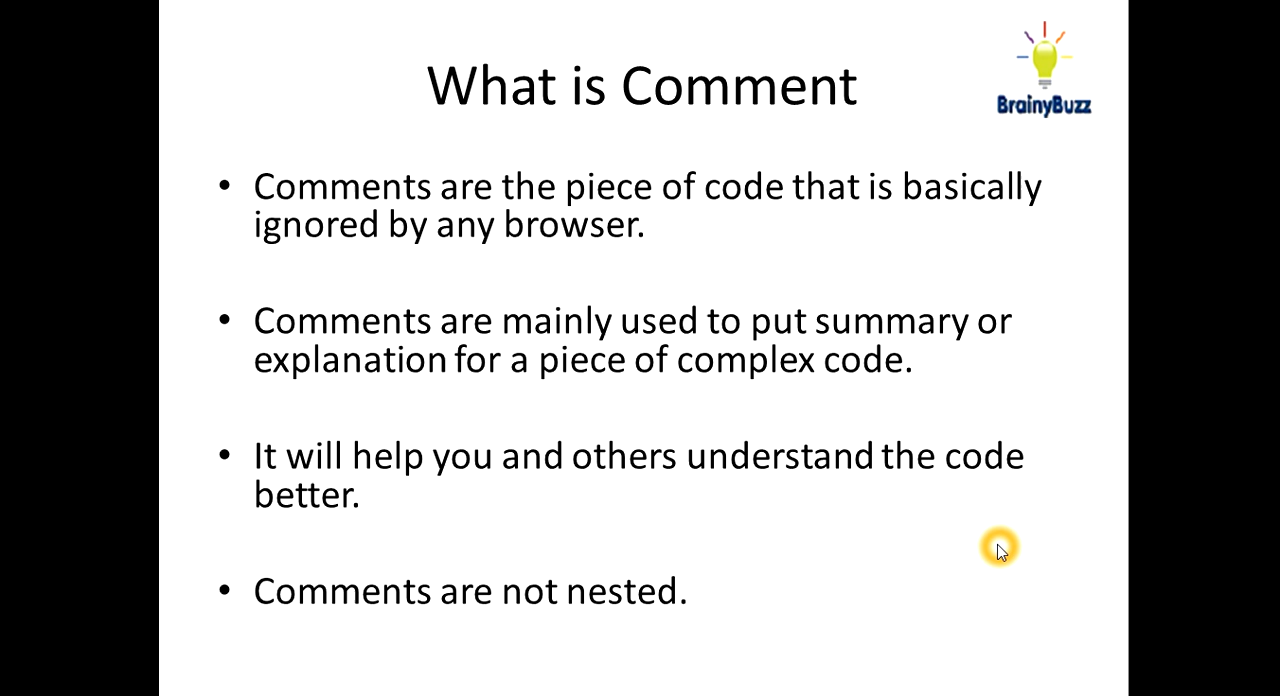 What is Comment
BrainyBuzz
• Comments are the piece of code that is basically
ignored by any browser.
• Comments are mainly used to put summary or
explanation for a piece of complex code.
• It will help you and others understand the code
better.
• Comments are not nested.